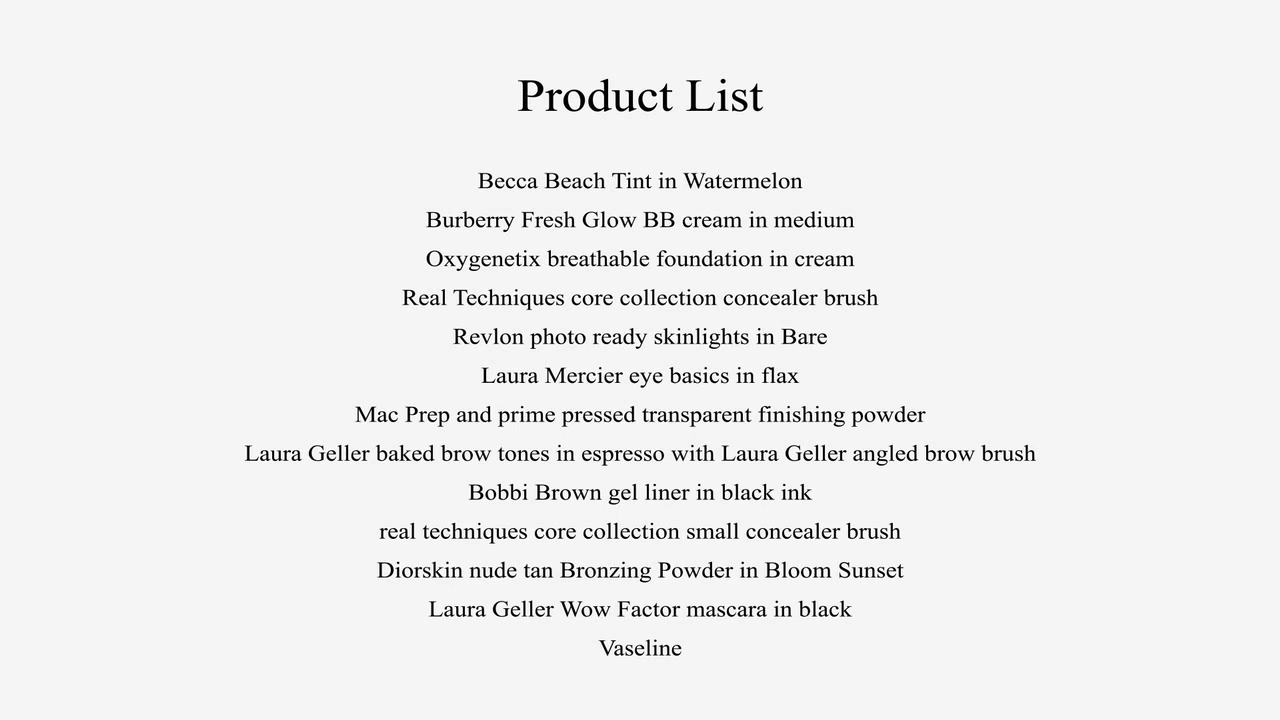 Product List
Becca Beach Tint in Watermelon
Burberry Fresh Glow BB cream in medium
Oxygenetix breathable foundation in cream
Real Techniques core collection concealer brush
Revlon photo ready skinlights in Bare
Laura Mercier eye basics in flax
Mac Prep and prime pressed transparent finishing powder
Laura Geller baked brow tones in espresso with Laura Geller angled brow brush
Bobbi Brown gel liner in black ink
real techniques core collection small concealer brush
Diorskin nude tan Bronzing Powder in Bloom Sunset
Laura Geller Wow Factor mascara in black
Vaseline